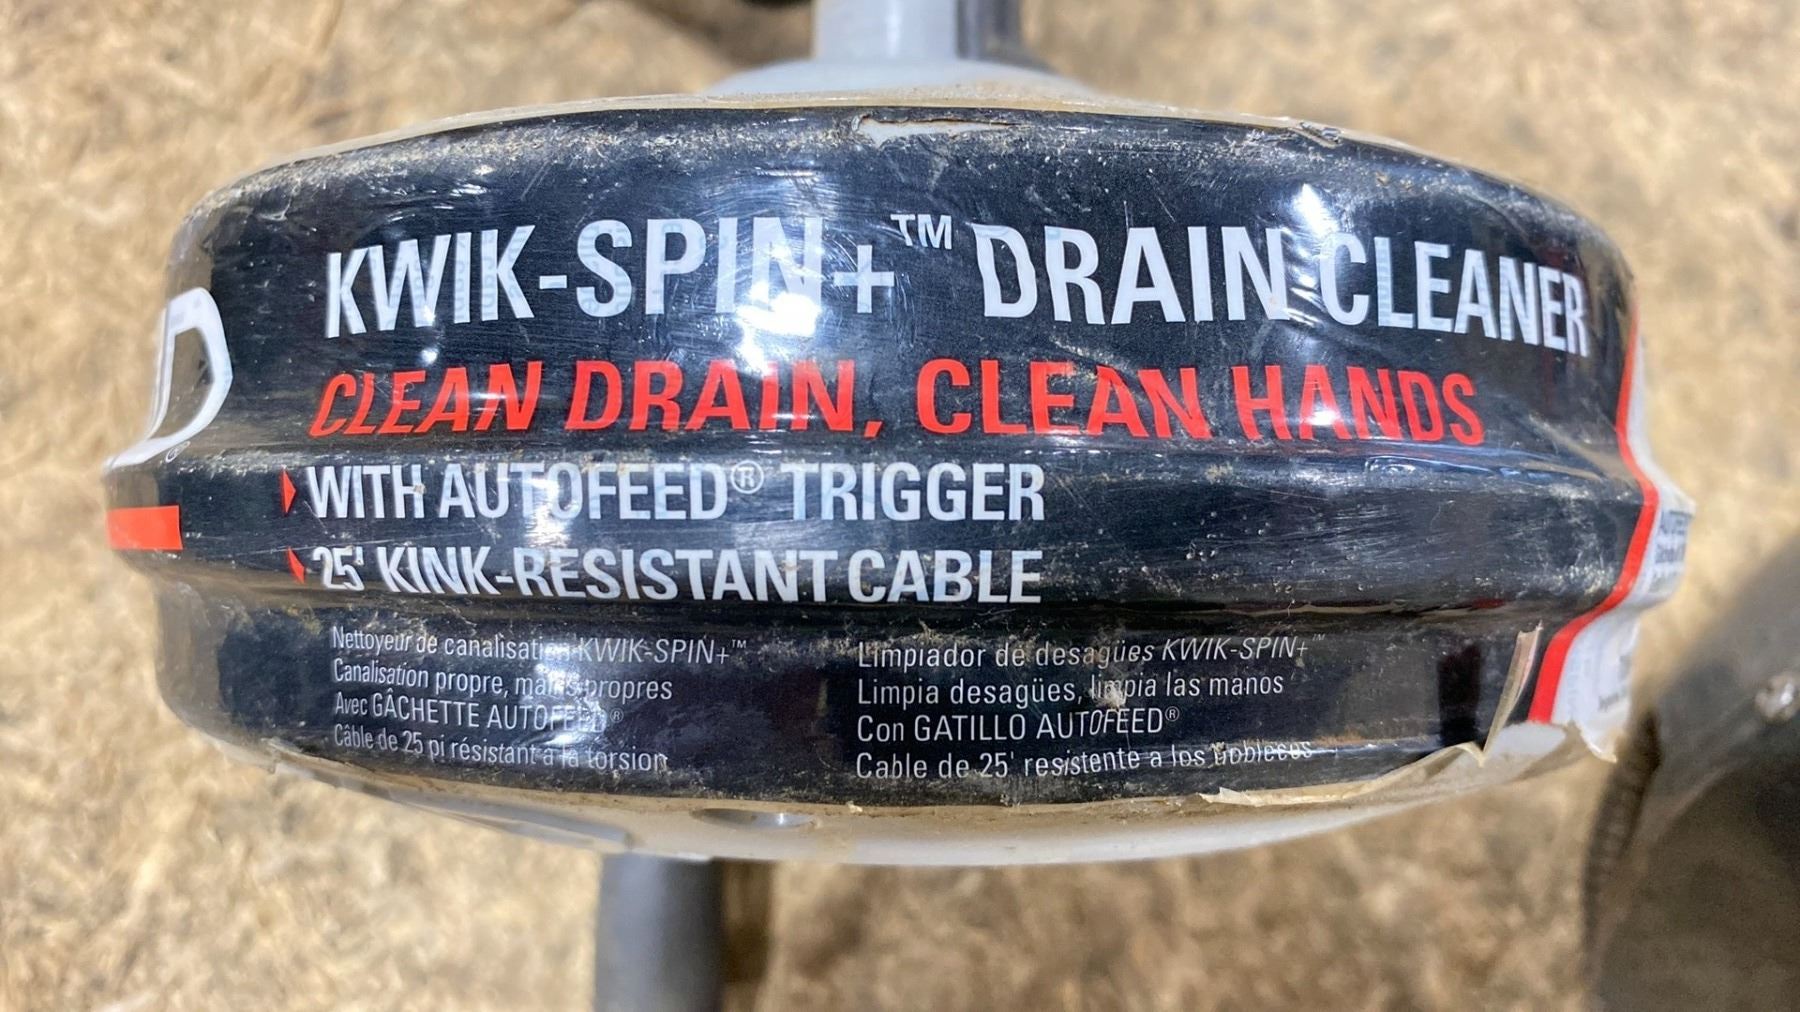 KWIK-SPIN+™ DRAIN CLEANER
CLEAN DRAIN, CLEAN HANDS
WITH AUTOFEED® TRIGGER
25' KINK-RESISTANT CABLE
Nettoyeur de canalisation KWIK-SPIN+™
Canalisation propre, mains propres
Avec GÂCHETTE AUTOFEED®
Câble de 25 pi résistant à la torsion
Limpiador de desagües KWIK-SPIN+™
Limpia desagües, limpia las manos
Con GATILLO AUTOFEED®
Cable de 25' resistente a los dobleces